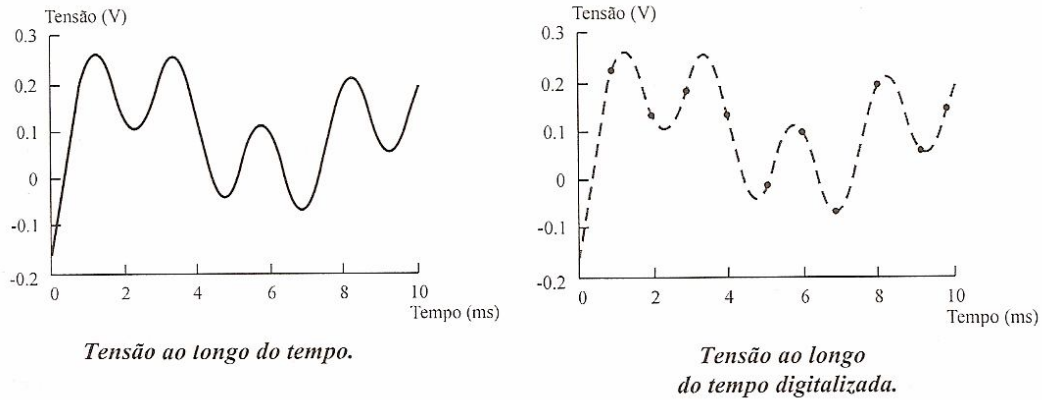 Tensão (V)
0.3
0.2
0.1
0
-0.1
-0.2
0 2 4 6 8 10
Tempo (ms)
Tensão ao longo do tempo.
Tensão (V)
0.3
0.2
0.1
0
-0.1
-0.2
0 2 4 6 8 10
Tempo (ms)
Tensão ao longo
do tempo digitalizada.